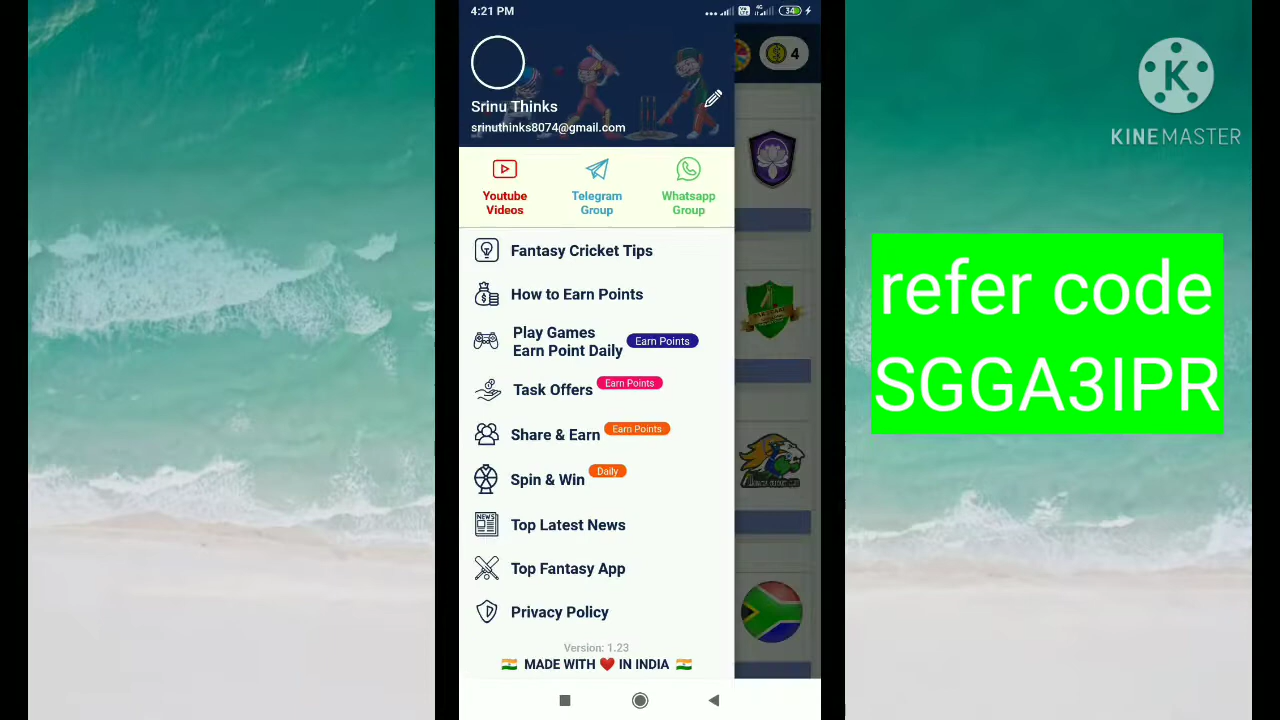 4:21 PM
34
4
Srinu Thinks
srinuthinks8074@gmail.com
Youtube Videos
Telegram Group
Whatsapp Group
Fantasy Cricket Tips
How to Earn Points
Play Games
Earn Point Daily
Earn Points
Task Offers
Earn Points
Share & Earn
Earn Points
Spin & Win
Daily
NEWS
Top Latest News
Top Fantasy App
Privacy Policy
Version: 1.23
MADE WITH ❤️ IN INDIA
K
KINEMASTER
refer code
SGGA3IPR